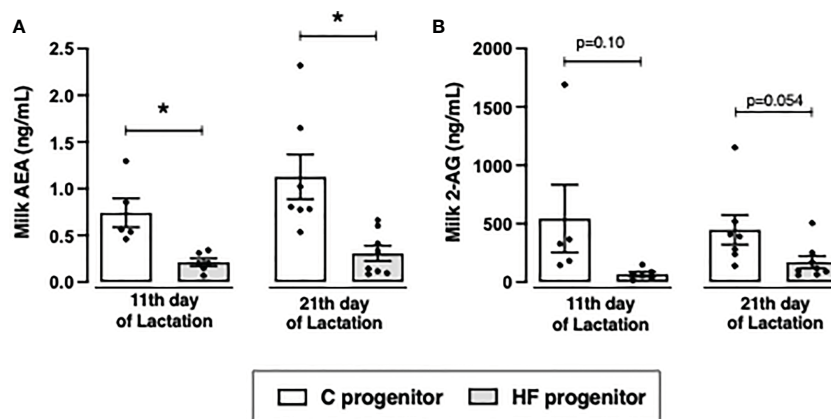 A
Milk AEA (ng/mL)
2.5
2.0
1.5
1.0
0.5
0.0
*
*
11th day
of Lactation
21th day
of Lactation
B
Milk 2-AG (ng/mL)
2000
1500
1000
500
0
p=0.10
p=0.054
11th day
of Lactation
21th day
of Lactation
C progenitor
HF progenitor